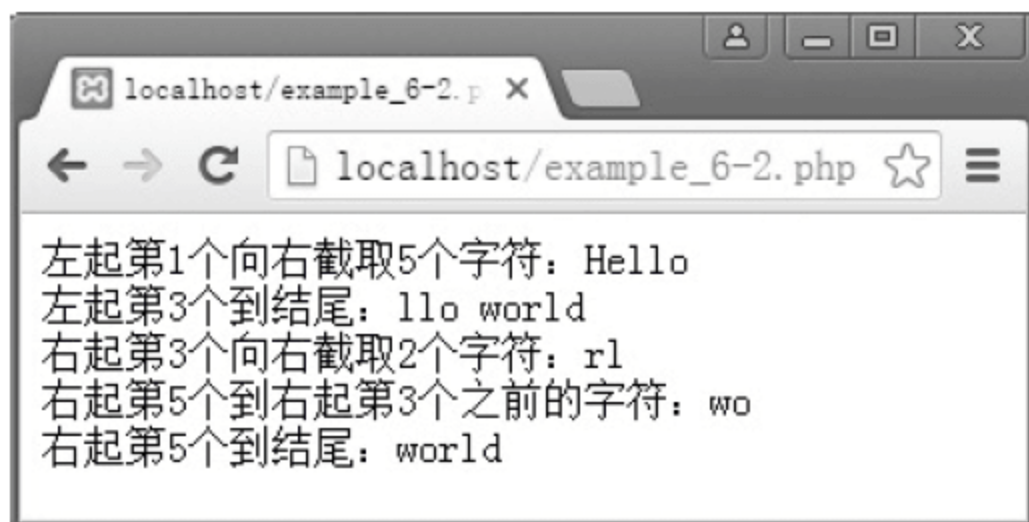 localhost/example_6-2.p
localhost/example_6-2.php
左起第1个向右截取5个字符：Hello
左起第3个到结尾：llo world
右起第3个向右截取2个字符：rl
右起第5个到右起第3个之前的字符：wo
右起第5个到结尾：world